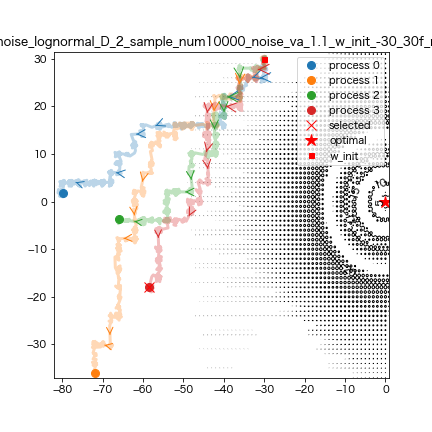 noise_lognormal_D_2_sample_num10000_noise_va_1.1_w_init_-30_30f_
30
20
10
0
−10
−20
−30
−80
−70
−60
−50
−40
−30
−20
−10
0
process 0
process 1
process 2
process 3
selected
optimal
w_init